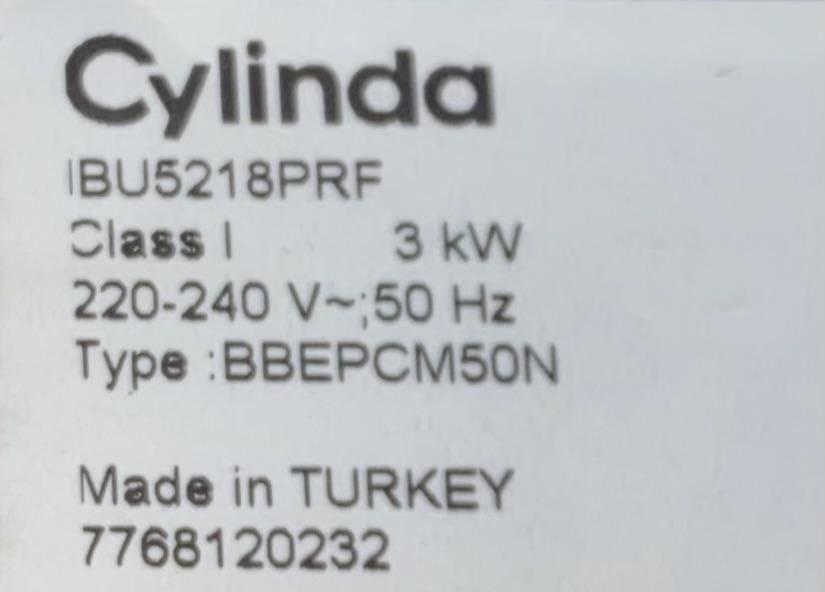 Cylinda
IBU5218PRF
Class I 3 kW
220-240 V~;50 Hz
Type :BBEPCM50N
Made in TURKEY
7768120232